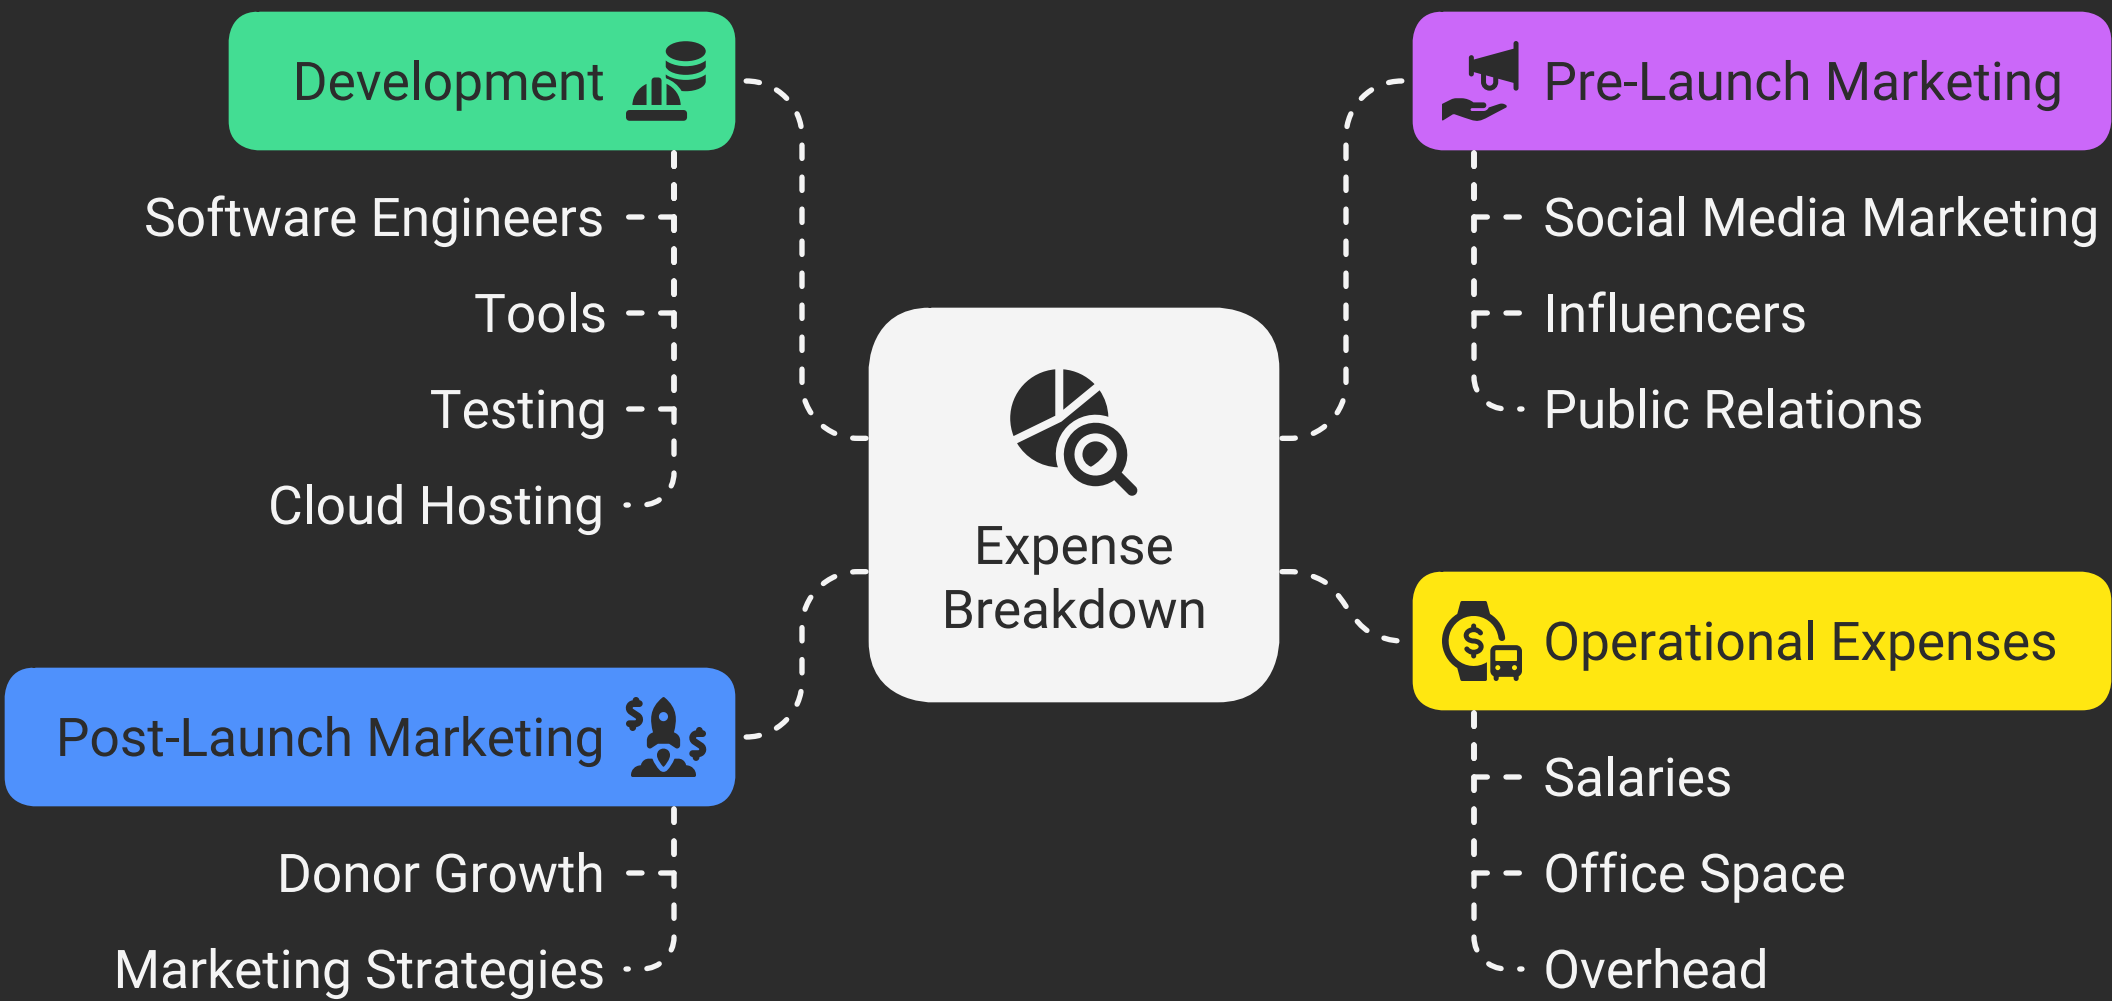 Development
Software Engineers
Tools
Testing
Cloud Hosting
Pre-Launch Marketing
Social Media Marketing
Influencers
Public Relations
Expense
Breakdown
Post-Launch Marketing
Donor Growth
Marketing Strategies
Operational Expenses
Salaries
Office Space
Overhead